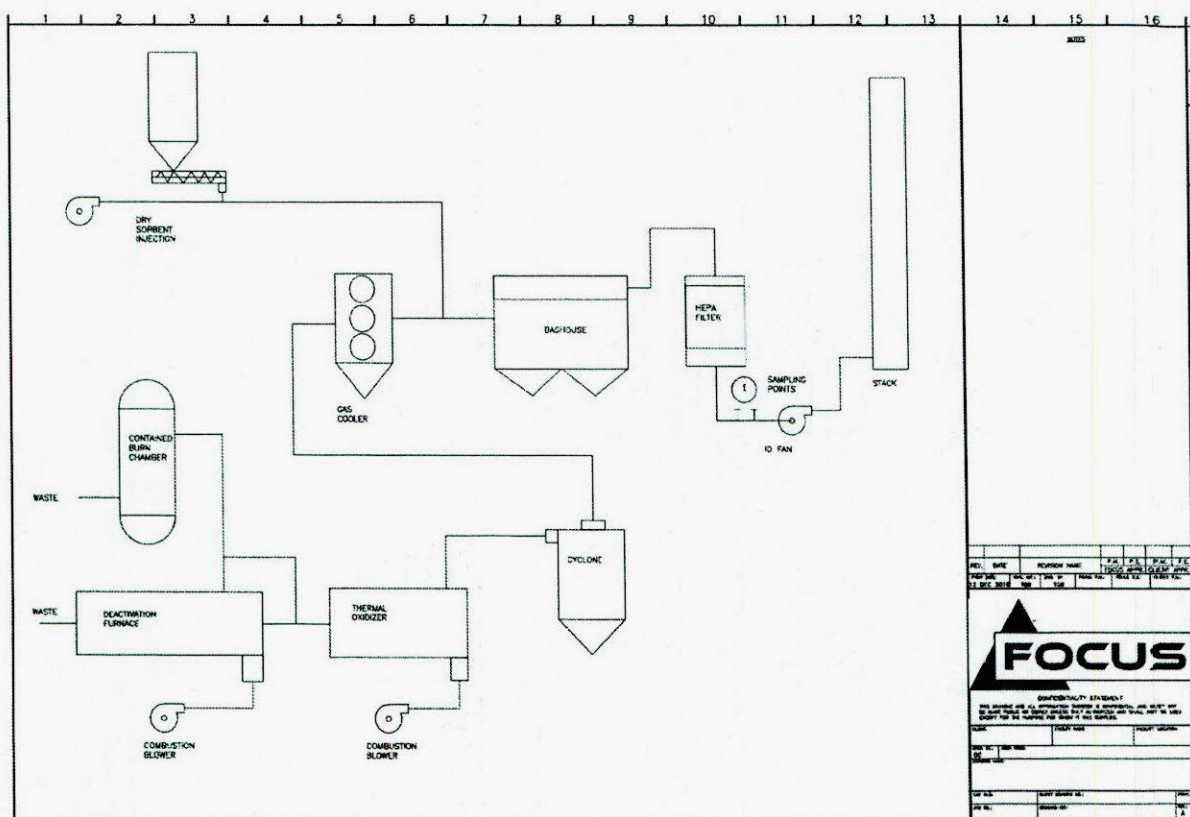 1 2 3 4 5 6 7 8 9 10 11 12 13 14 15 16
NOTES
DRY
SORBENT
INJECTION
GAS
COOLER
BAGHOUSE
HEPA
FILTER
1
SAMPLING
POINTS
ID FAN
STACK
CONTAINED
BURN
CHAMBER
WASTE
WASTE
DEACTIVATION
FURNACE
THERMAL
OXIDIZER
CYCLONE
COMBUSTION
BLOWER
COMBUSTION
BLOWER
REV. DATE REVISION NAME
FOCUS
CONFIDENTIALITY STATEMENT
A